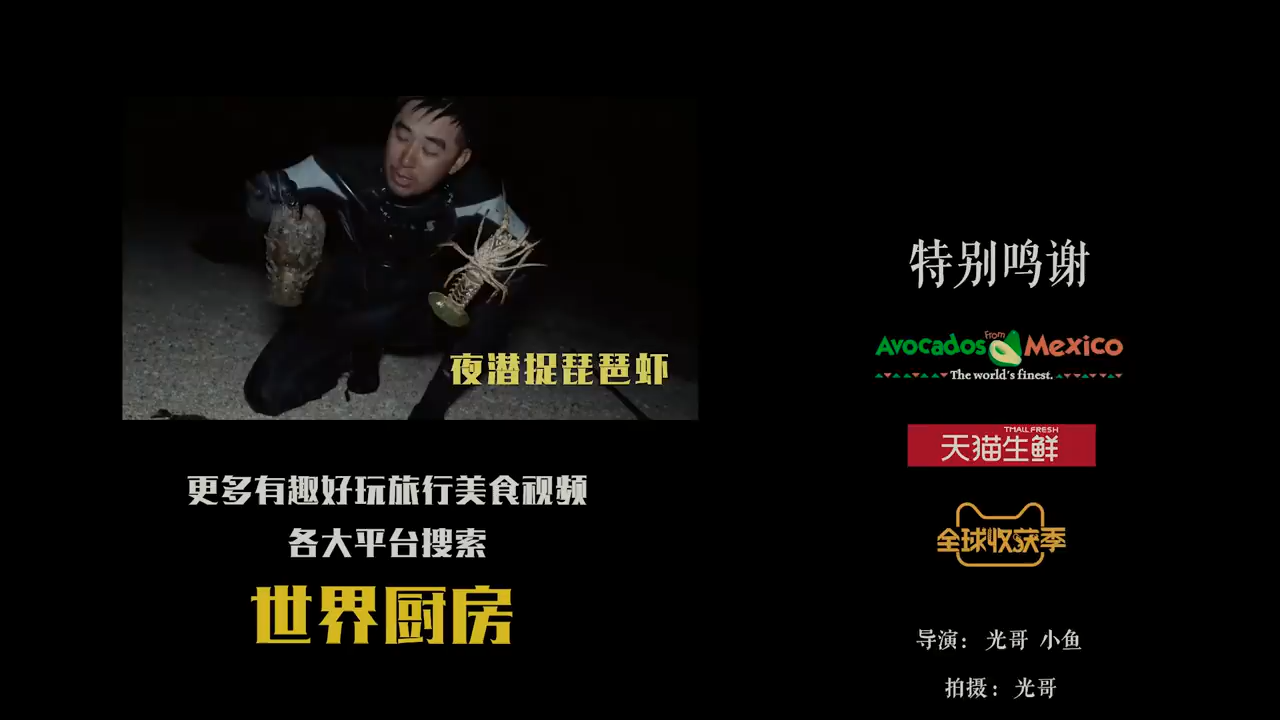 夜潜捉琵琶虾
更多有趣好玩旅行美食视频
各大平台搜索
世界厨房
特别鸣谢
Avocados From Mexico
The world's finest.
TMALL FRESH
天猫生鲜
全球收获季
导演: 光哥 小鱼
拍摄: 光哥